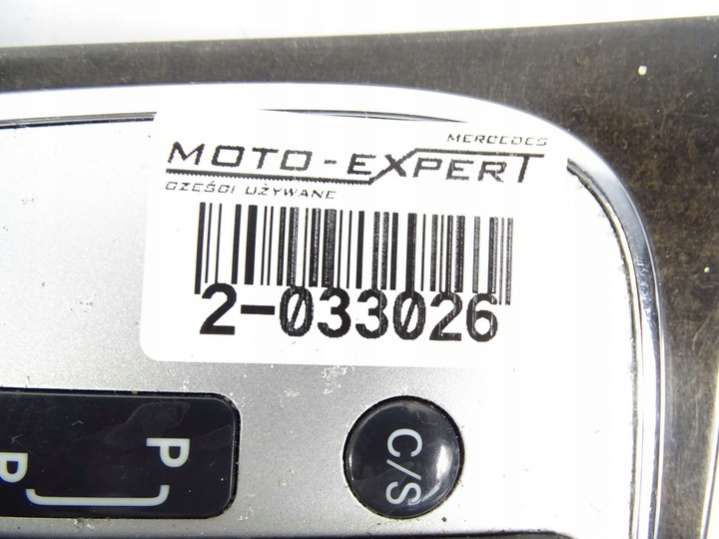 MERCEDES
MOTO-EXPERT
CZĘŚCI UŻYWANE
2-033026
P
P
C/S